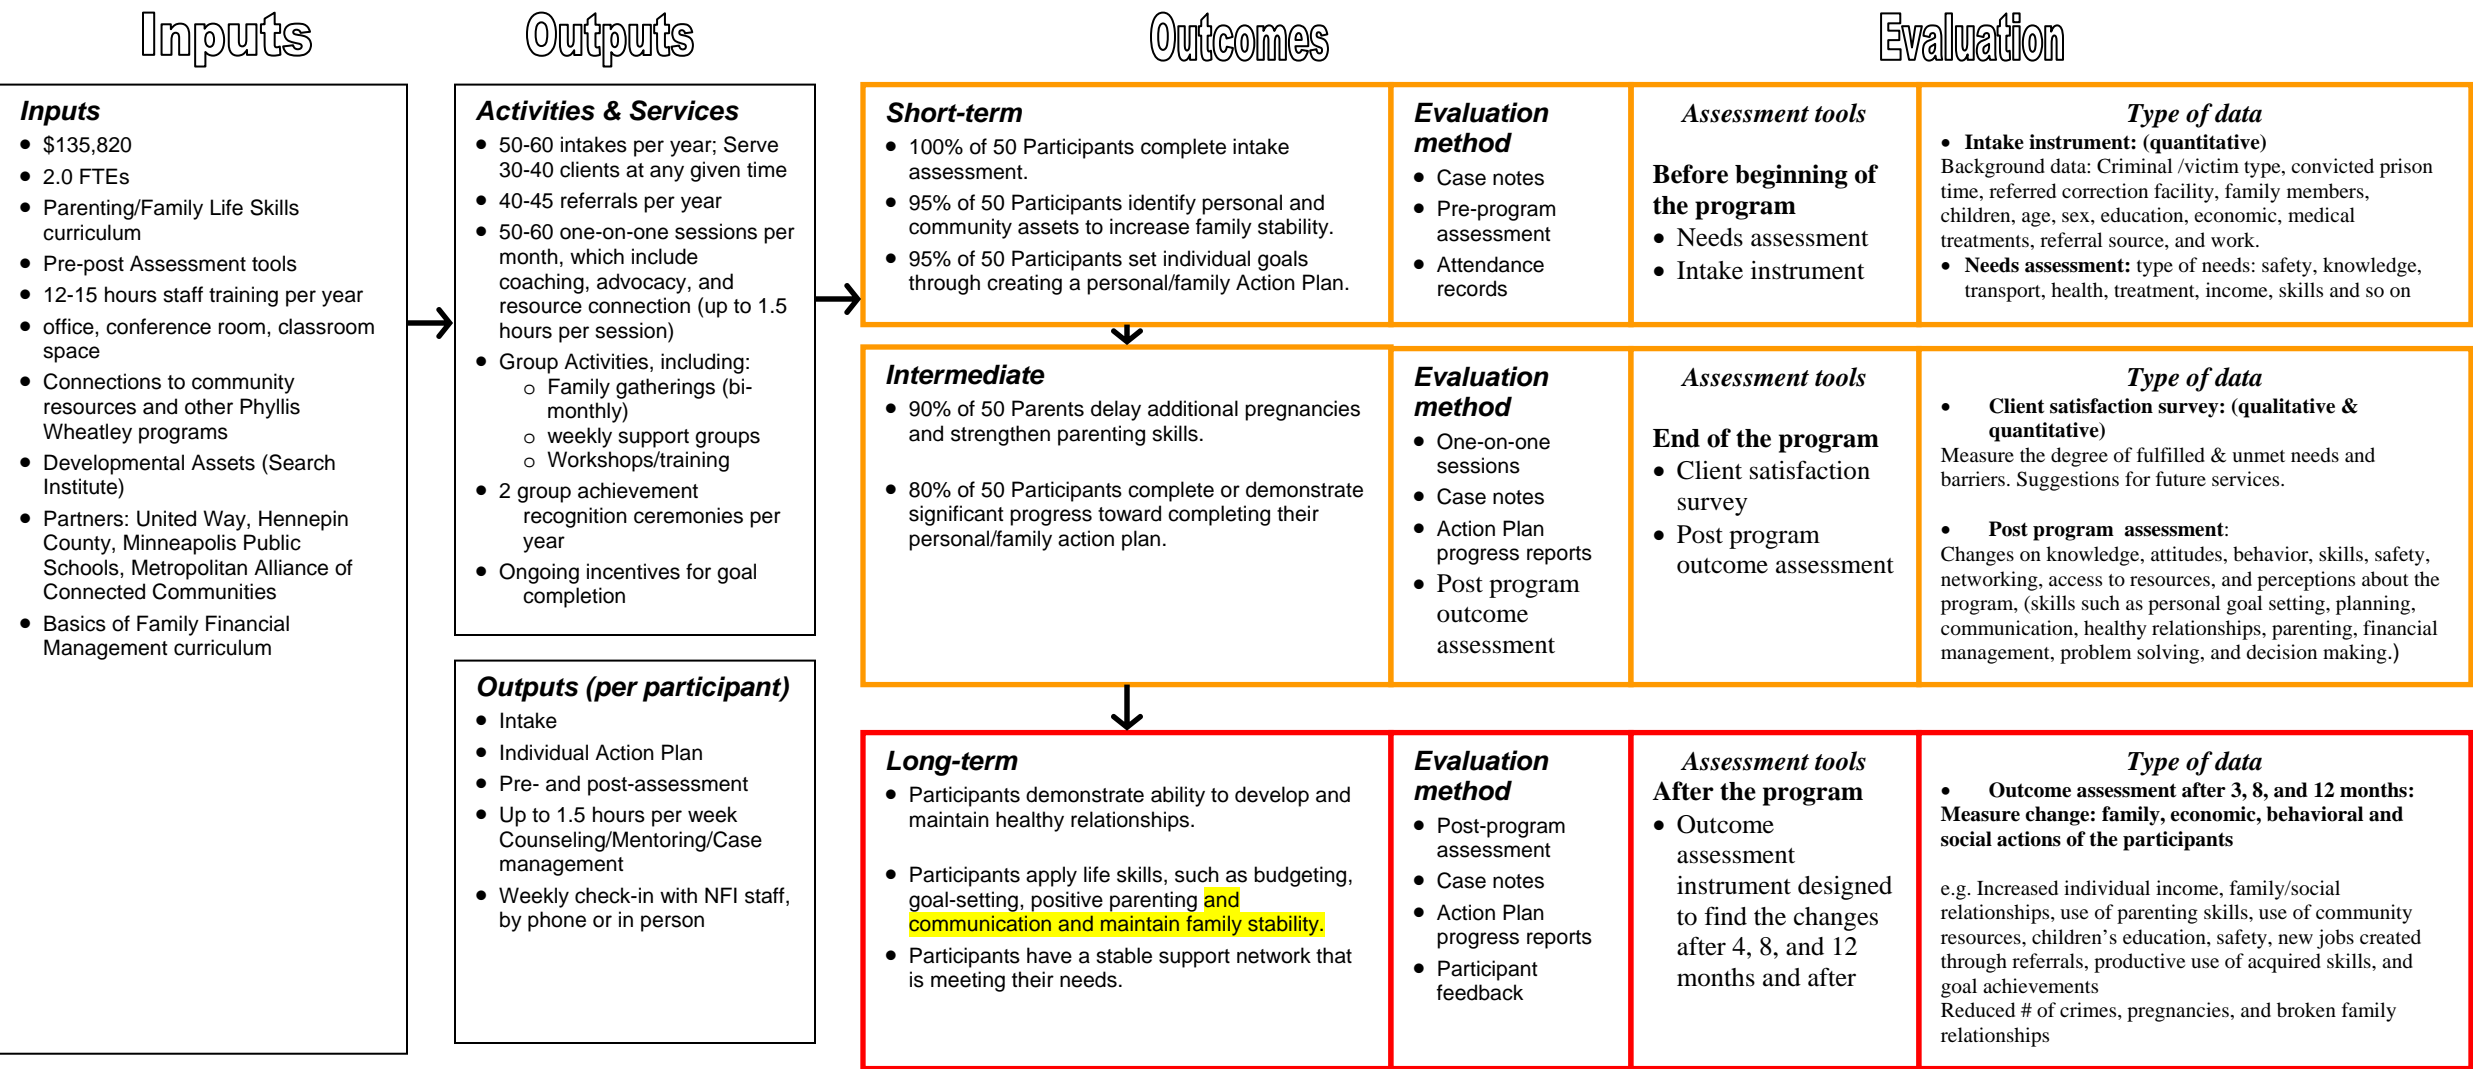 Inputs
Outputs
Outcomes
Evaluation
Inputs
• $135,820
• 2.0 FTEs
• Parenting/Family Life Skills
curriculum
• Pre-post Assessment tools
• 12-15 hours staff training per year
• office, conference room, classroom
space
• Connections to community
resources and other Phyllis
Wheatley programs
• Developmental Assets (Search
Institute)
• Partners: United Way, Hennepin
County, Minneapolis Public
Schools, Metropolitan Alliance of
Connected Communities
• Basics of Family Financial
Management curriculum
Activities & Services
• 50-60 intakes per year; Serve
30-40 clients at any given time
• 40-45 referrals per year
• 50-60 one-on-one sessions per
month, which include
coaching, advocacy, and
resource connection (up to 1.5
hours per session)
• Group Activities, including:
o Family gatherings (bi-
monthly)
o weekly support groups
o Workshops/training
• 2 group achievement
recognition ceremonies per
year
• Ongoing incentives for goal
completion
Outputs (per participant)
• Intake
• Individual Action Plan
• Pre- and post-assessment
• Up to 1.5 hours per week
Counseling/Mentoring/Case
management
• Weekly check-in with NFI staff,
by phone or in person
Short-term
• 100% of 50 Participants complete intake
assessment.
• 95% of 50 Participants identify personal and
community assets to increase family stability.
• 95% of 50 Participants set individual goals
through creating a personal/family Action Plan.
Evaluation
method
• Case notes
• Pre-program
assessment
• Attendance
records
Assessment tools
Before beginning of
the program
• Needs assessment
• Intake instrument
Type of data
• Intake instrument: (quantitative)
Background data: Criminal /victim type, convicted prison
time, referred correction facility, family members,
children, age, sex, education, economic, medical
treatments, referral source, and work.
• Needs assessment: type of needs: safety, knowledge,
transport, health, treatment, income, skills and so on
Intermediate
• 90% of 50 Parents delay additional pregnancies
and strengthen parenting skills.
• 80% of 50 Participants complete or demonstrate
significant progress toward completing their
personal/family action plan.
Evaluation
method
• One-on-one
sessions
• Case notes
• Action Plan
progress reports
• Post program
outcome
assessment
Assessment tools
End of the program
• Client satisfaction
survey
• Post program
outcome assessment
Type of data
• Client satisfaction survey: (qualitative &
quantitative)
Measure the degree of fulfilled & unmet needs and
barriers. Suggestions for future services.
• Post program assessment:
Changes on knowledge, attitudes, behavior, skills, safety,
networking, access to resources, and perceptions about the
program, (skills such as personal goal setting, planning,
communication, healthy relationships, parenting, financial
management, problem solving, and decision making.)
Long-term
• Participants demonstrate ability to develop and
maintain healthy relationships.
• Participants apply life skills, such as budgeting,
goal-setting, positive parenting and
communication and maintain family stability.
• Participants have a stable support network that
is meeting their needs.
Evaluation
method
• Post-program
assessment
• Case notes
• Action Plan
progress reports
• Participant
feedback
Assessment tools
After the program
• Outcome
assessment
instrument designed
to find the changes
after 4, 8, and 12
months and after
Type of data
• Outcome assessment after 3, 8, and 12 months:
Measure change: family, economic, behavioral and
social actions of the participants
e.g. Increased individual income, family/social
relationships, use of parenting skills, use of community
resources, children’s education, safety, new jobs created
through referrals, productive use of acquired skills, and
goal achievements
Reduced # of crimes, pregnancies, and broken family
relationships